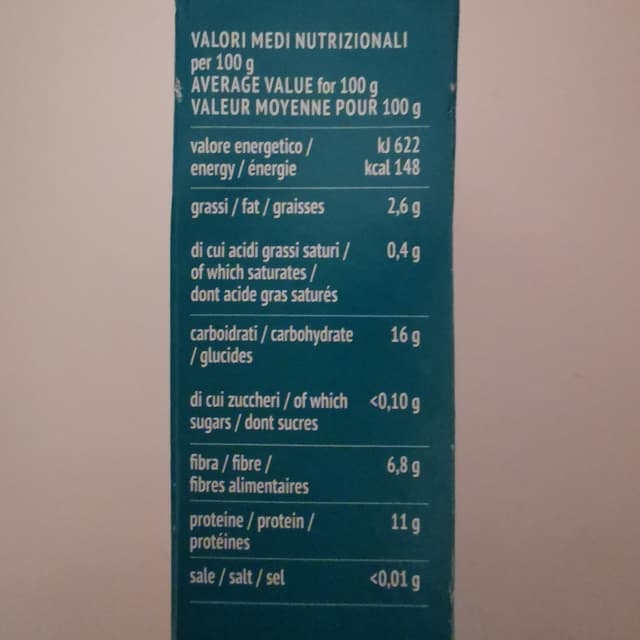 VALORI MEDI NUTRIZIONALI
per 100 g
AVERAGE VALUE for 100 g
VALEUR MOYENNE POUR 100 g
valore energetico / kJ 622
energy / énergie kcal 148
grassi / fat / graisses 2,6 g
di cui acidi grassi saturi / 0,4 g
of which saturates /
dont acide gras saturés
carboidrati / carbohydrate 16 g
/ glucides
di cui zuccheri / of which <0,10 g
sugars / dont sucres
fibra / fibre / 6,8 g
fibres alimentaires
proteine / protein / 11 g
protéines
sale / salt / sel <0,01 g